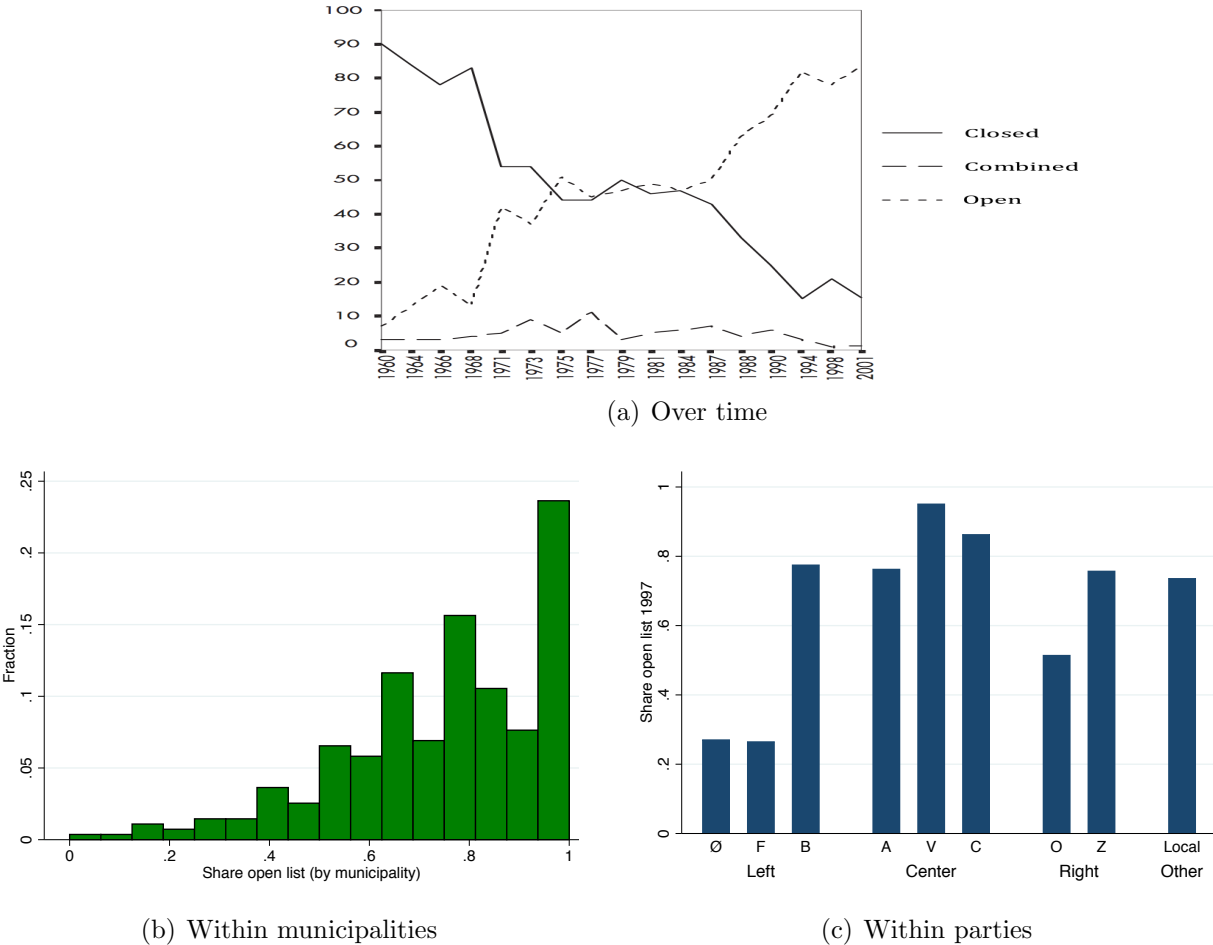 100
90
80
70
60
50
40
30
20
10
0
1960 1964 1966 1968 1971 1973 1975 1977 1979 1981 1984 1987 1988 1990 1994 1998 2001
Closed
Combined
Open
(a) Over time
Fraction
.25
.2
.15
.1
.05
0
0 .2 .4 .6 .8 1
Share open list (by municipality)
(b) Within municipalities
Share open list 1997
1
.8
.6
.4
.2
0
Ø F B A V C O Z Local
Left Center Right Other
(c) Within parties